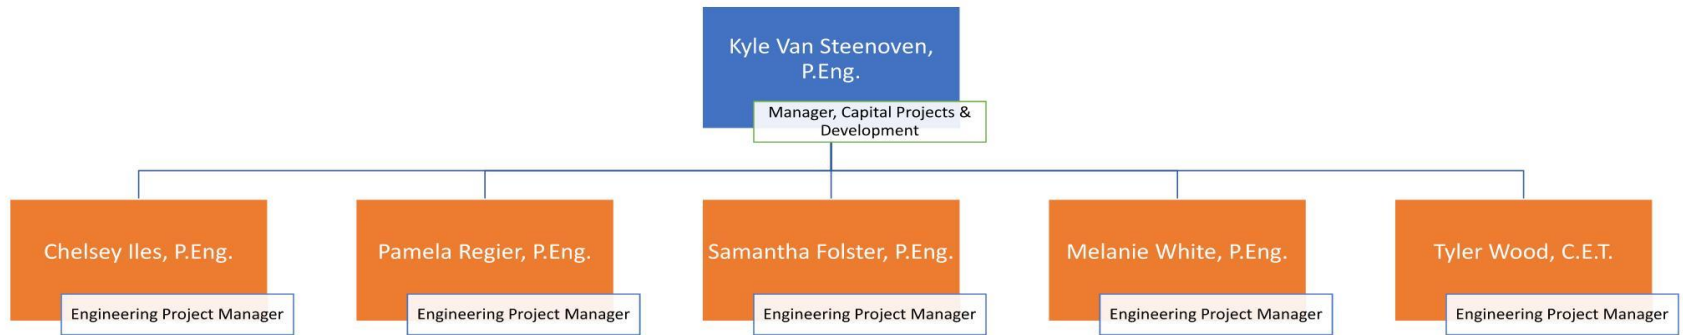 Kyle Van Steenoven,
P.Eng.
Manager, Capital Projects &
Development
Chelsey Iles, P.Eng.
Engineering Project Manager
Pamela Regier, P.Eng.
Engineering Project Manager
Samantha Folster, P.Eng.
Engineering Project Manager
Melanie White, P.Eng.
Engineering Project Manager
Tyler Wood, C.E.T.
Engineering Project Manager